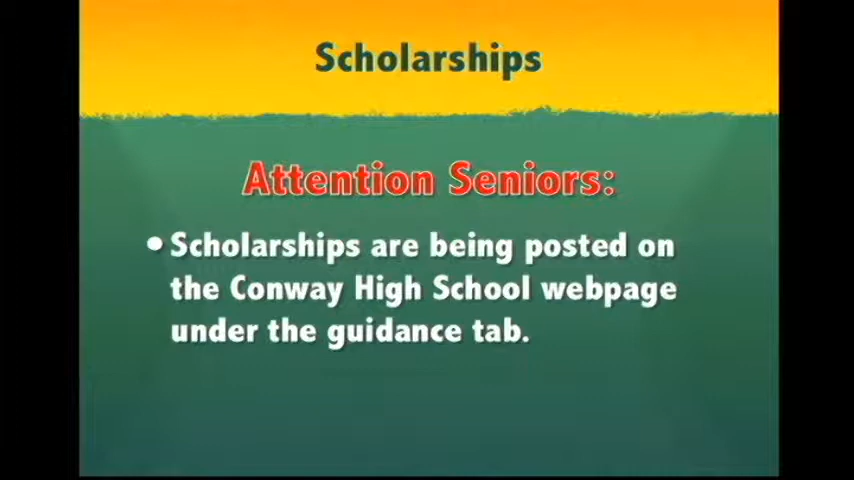 Scholarships
Attention Seniors:
• Scholarships are being posted on
the Conway High School webpage
under the guidance tab.